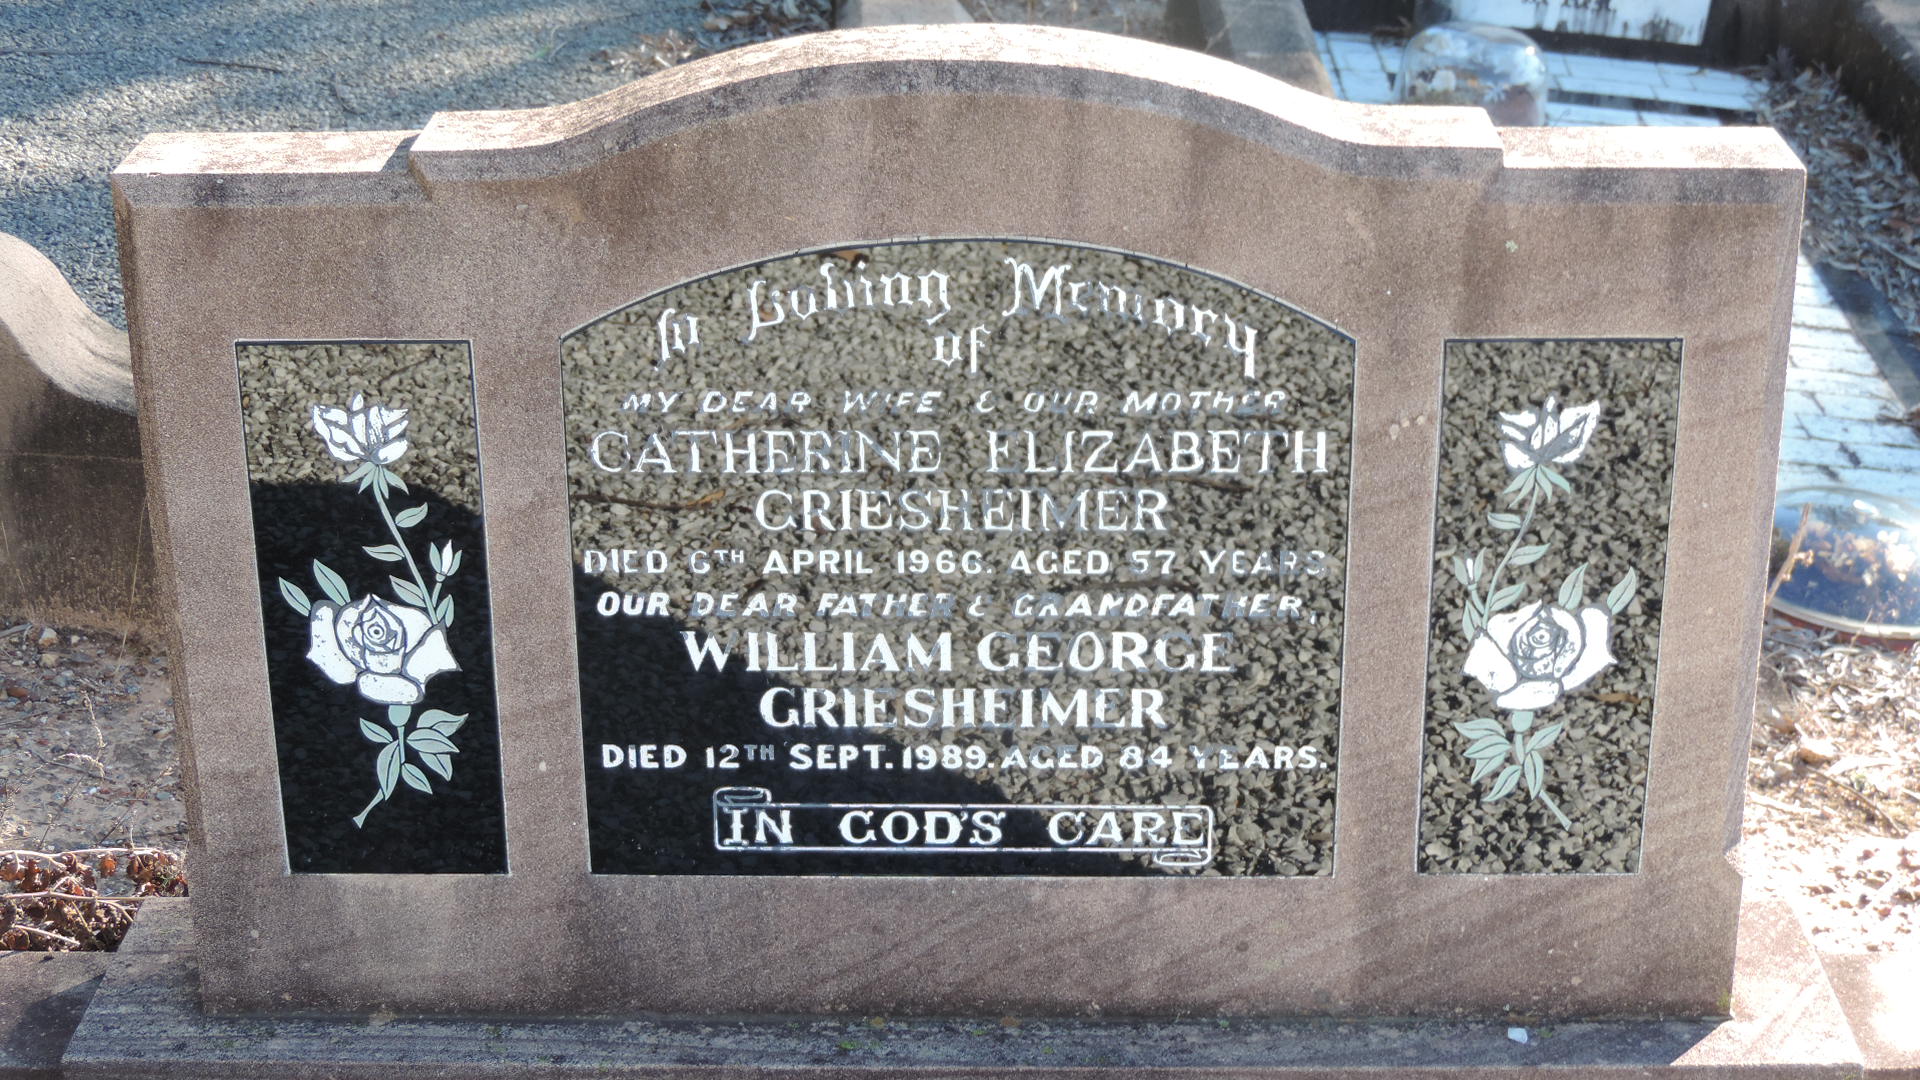 In Loving Memory
of
MY DEAR WIFE & OUR MOTHER
CATHERINE ELIZABETH
GRIESHEIMER
DIED 6TH APRIL 1966. AGED 57 YEARS
OUR DEAR FATHER & GRANDFATHER,
WILLIAM GEORGE
GRIESHEIMER
DIED 12TH SEPT. 1989. AGED 84 YEARS.
IN GOD'S CARE